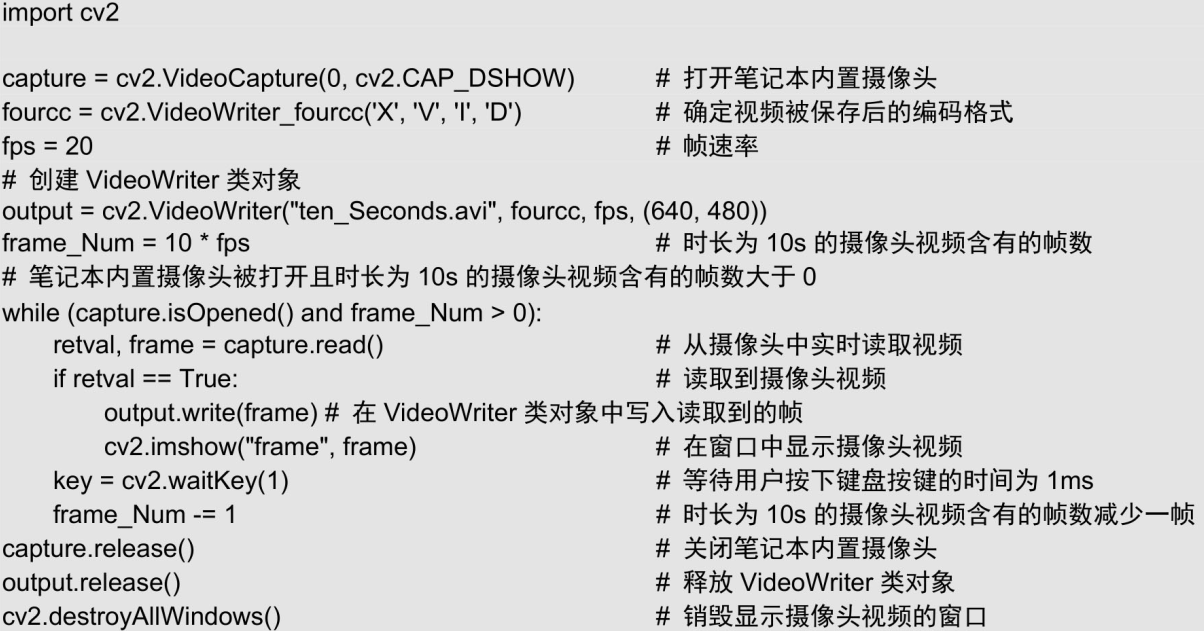 import cv2
capture = cv2.VideoCapture(0, cv2.CAP_DSHOW) # 打开笔记本内置摄像头
fourcc = cv2.VideoWriter_fourcc('X', 'V', 'I', 'D') # 确定视频被保存后的编码格式
fps = 20 # 帧速率
# 创建 VideoWriter 类对象
output = cv2.VideoWriter("ten_Seconds.avi", fourcc, fps, (640, 480))
frame_Num = 10 * fps # 时长为 10s 的摄像头视频含有的帧数
# 笔记本内置摄像头被打开且时长为 10s 的摄像头视频含有的帧数大于 0
while (capture.isOpened() and frame_Num > 0):
    retval, frame = capture.read() # 从摄像头中实时读取视频
    if retval == True: # 读取到摄像头视频
        output.write(frame) # 在 VideoWriter 类对象中写入读取到的帧
        cv2.imshow("frame", frame) # 在窗口中显示摄像头视频
    key = cv2.waitKey(1) # 等待用户按下键盘按键的时间为 1ms
    frame_Num -= 1 # 时长为 10s 的摄像头视频含有的帧数减少一帧
capture.release() # 关闭笔记本内置摄像头
output.release() # 释放 VideoWriter 类对象
cv2.destroyAllWindows() # 销毁显示摄像头视频的窗口